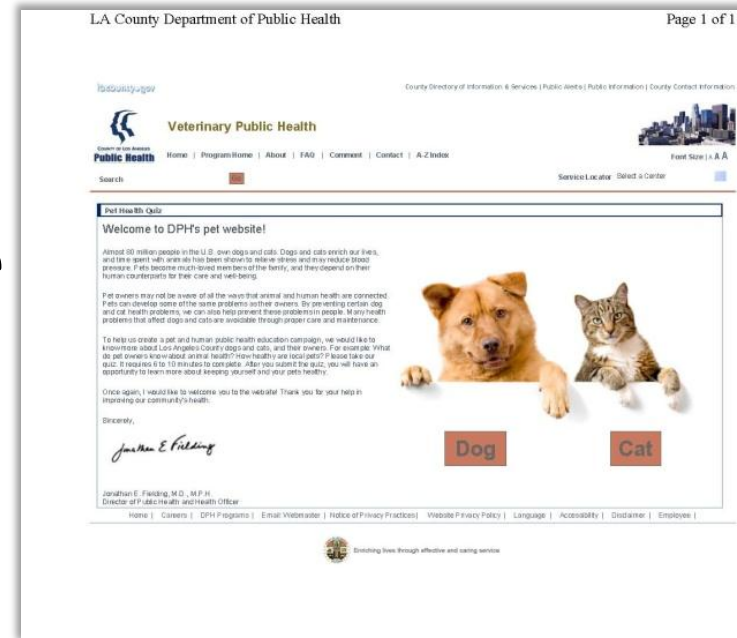 LA County Department of Public Health
Page 1 of 1
lacounty.gov
County Directory of Information & Services | Public Alerts | Public Information | County Contact Information
COUNTY OF LOS ANGELES
Public Health
Veterinary Public Health
Home | Program Home | About | FAQ | Comment | Contact | A-Z Index
Font Size | A A A
Search
Go
Service Locator Select a Center
Pet Health Quiz
Welcome to DPH's pet website!
Almost 80 million people in the U.S. own dogs and cats. Dogs and cats enrich our lives,
and time spent with animals has been shown to relieve stress and may reduce blood
pressure. Pets become much-loved members of the family, and they depend on their
human counterparts for their care and well-being.
Pet owners may not be aware of all the ways that animal and human health are connected.
Pets can develop some of the same problems as their owners. By preventing certain dog
and cat health problems, we can also help prevent these problems in people. Many health
problems that affect dogs and cats are avoidable through proper care and maintenance.
To help us create a pet and human public health education campaign, we would like to
know more about Los Angeles County dogs and cats, and their owners. For example: What
do pet owners know about animal health? How healthy are local pets? Please take our
quiz. It requires 6 to 10 minutes to complete. After you submit the quiz, you will have an
opportunity to learn more about keeping yourself and your pets healthy.
Once again, I would like to welcome you to the website! Thank you for your help in
improving our community's health.
Sincerely,
Jonathan E Fielding
Jonathan E. Fielding, M.D., M.P.H.
Director of Public Health and Health Officer
Dog
Cat
Home | Careers | DPH Programs | Email Webmaster | Notice of Privacy Practices | Website Privacy Policy | Language | Accessibility | Disclaimer | Employee |
Enriching lives through effective and caring service